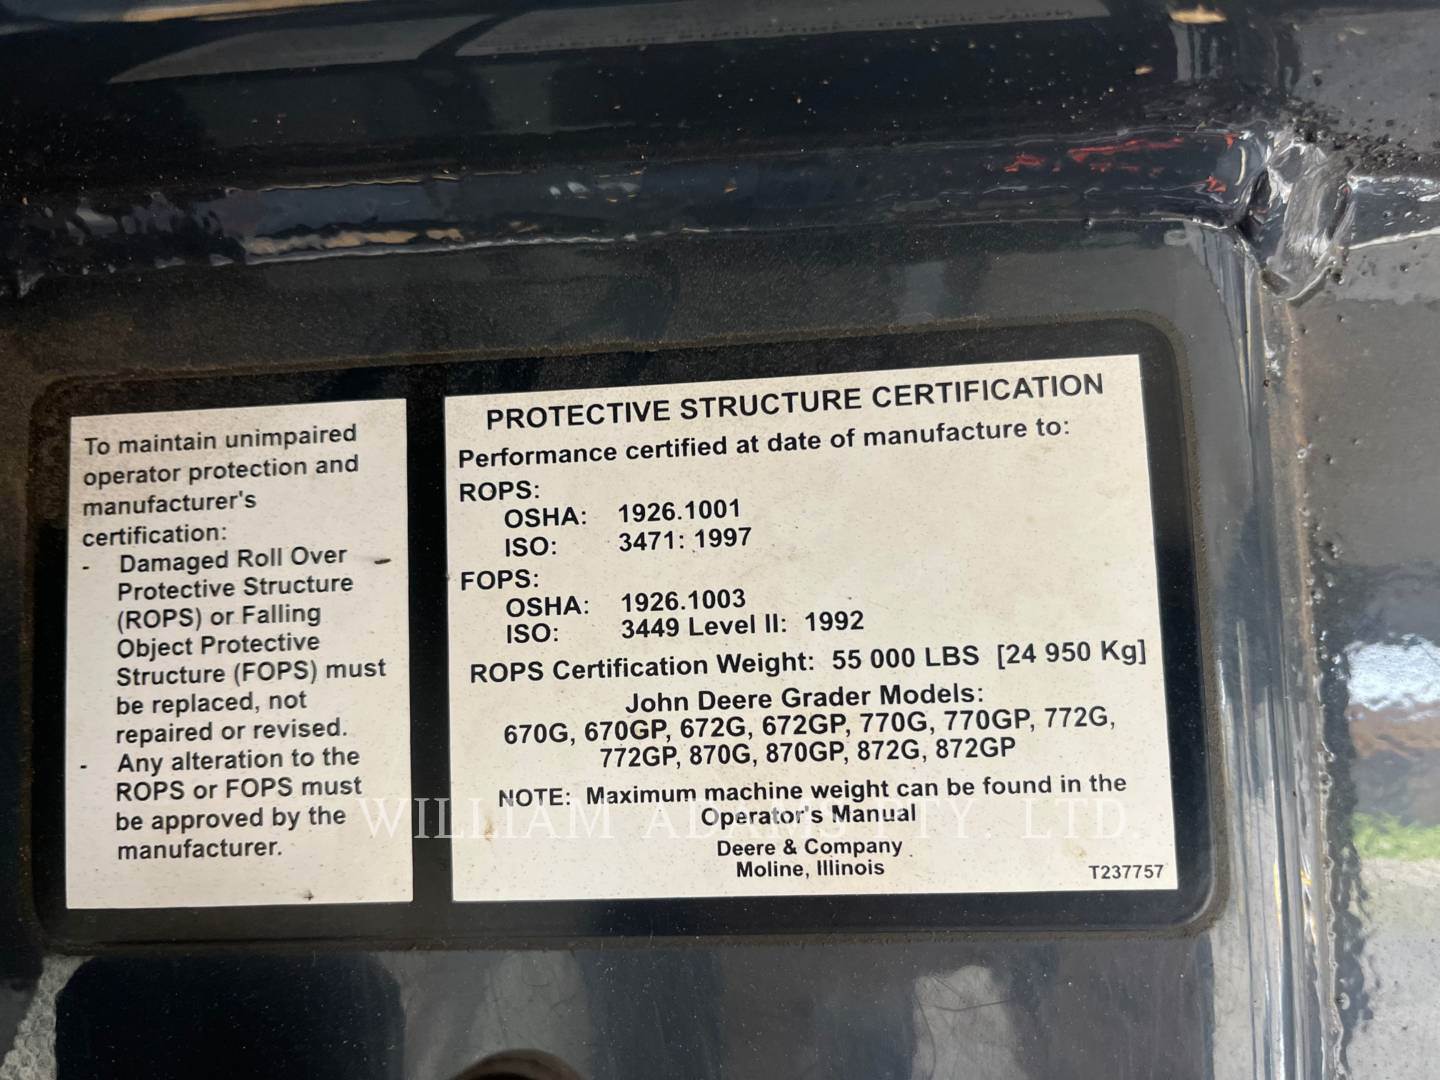 To maintain unimpaired
operator protection and
manufacturer's
certification:
- Damaged Roll Over
Protective Structure
(ROPS) or Falling
Object Protective
Structure (FOPS) must
be replaced, not
repaired or revised.
- Any alteration to the
ROPS or FOPS must
be approved by the
manufacturer.
PROTECTIVE STRUCTURE CERTIFICATION
Performance certified at date of manufacture to:
ROPS:
OSHA: 1926.1001
ISO: 3471: 1997
FOPS:
OSHA: 1926.1003
ISO: 3449 Level II: 1992
ROPS Certification Weight: 55 000 LBS [24 950 Kg]
John Deere Grader Models:
670G, 670GP, 672G, 672GP, 770G, 770GP, 772G,
772GP, 870G, 870GP, 872G, 872GP
NOTE: Maximum machine weight can be found in the
Operator's Manual
Deere & Company
Moline, Illinois
T237757
WILLIAM ADAMS PTY. LTD.